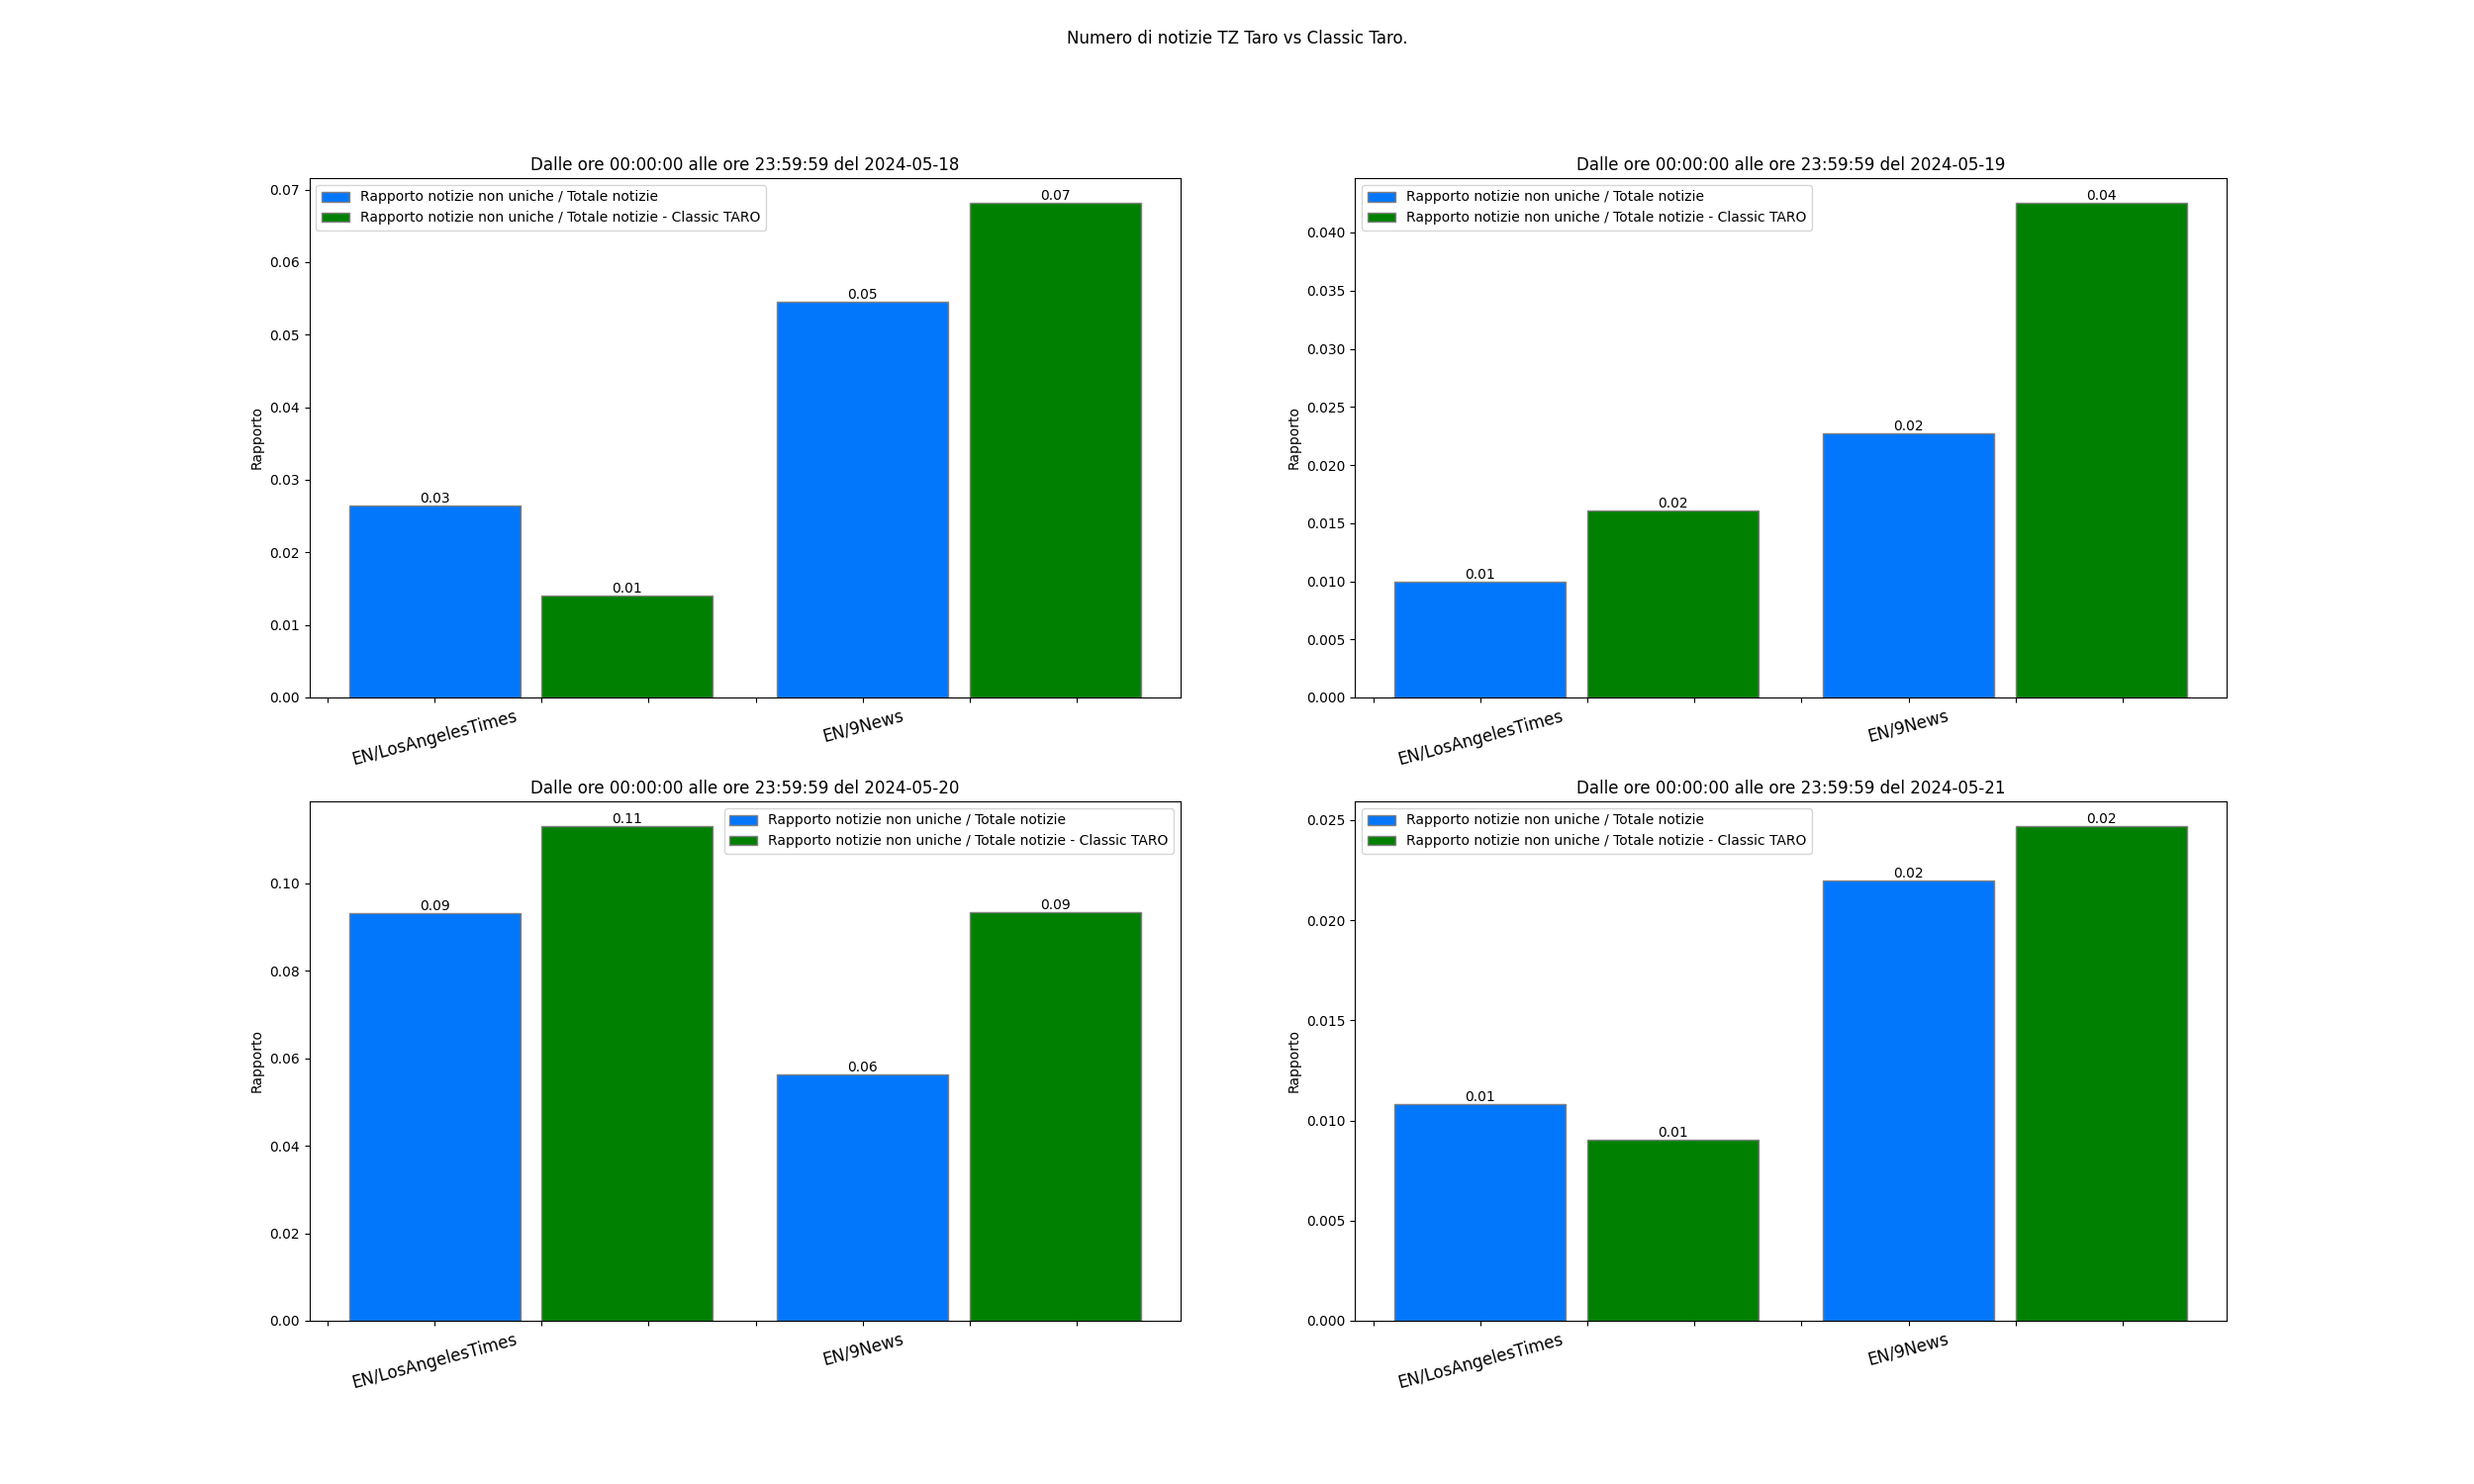 Numero di notizie TZ Taro vs Classic Taro.
Dalle ore 00:00:00 alle ore 23:59:59 del 2024-05-18
Rapporto notizie non uniche / Totale notizie
Rapporto notizie non uniche / Totale notizie - Classic TARO
Rapporto
0.07
0.06
0.05
0.04
0.03
0.02
0.01
0.00
0.03
0.01
0.05
0.07
EN/LosAngelesTimes
EN/9News
Dalle ore 00:00:00 alle ore 23:59:59 del 2024-05-19
Rapporto notizie non uniche / Totale notizie
Rapporto notizie non uniche / Totale notizie - Classic TARO
Rapporto
0.040
0.035
0.030
0.025
0.020
0.015
0.010
0.005
0.000
0.01
0.02
0.02
0.04
EN/LosAngelesTimes
EN/9News
Dalle ore 00:00:00 alle ore 23:59:59 del 2024-05-20
Rapporto notizie non uniche / Totale notizie
Rapporto notizie non uniche / Totale notizie - Classic TARO
Rapporto
0.10
0.08
0.06
0.04
0.02
0.00
0.09
0.11
0.06
0.09
EN/LosAngelesTimes
EN/9News
Dalle ore 00:00:00 alle ore 23:59:59 del 2024-05-21
Rapporto notizie non uniche / Totale notizie
Rapporto notizie non uniche / Totale notizie - Classic TARO
Rapporto
0.025
0.020
0.015
0.010
0.005
0.000
0.01
0.01
0.02
0.02
EN/LosAngelesTimes
EN/9News